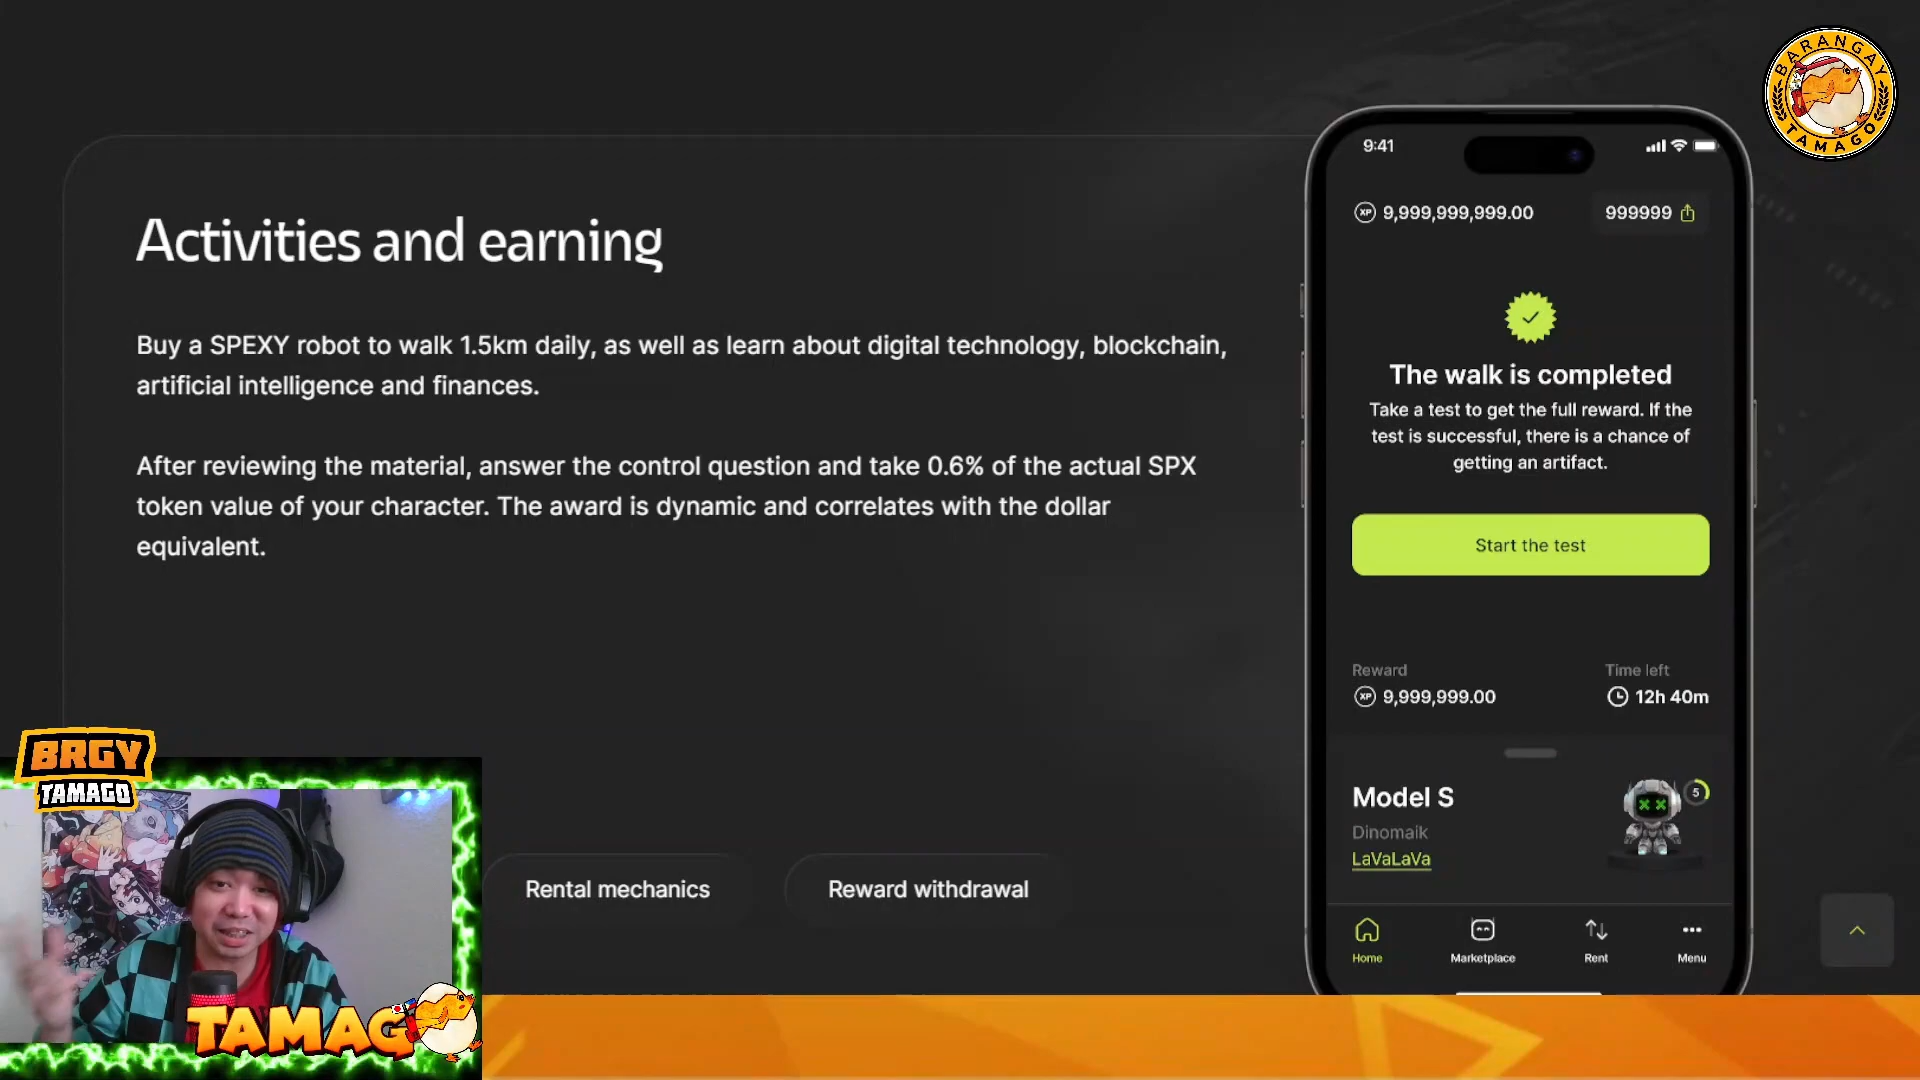 BARANGAY
TAMAGO
Activities and earning
Buy a SPEXY robot to walk 1.5km daily, as well as learn about digital technology, blockchain,
artificial intelligence and finances.
After reviewing the material, answer the control question and take 0.6% of the actual SPX
token value of your character. The award is dynamic and correlates with the dollar
equivalent.
Rental mechanics
Reward withdrawal
9:41
XP 9,999,999,999.00
999999
The walk is completed
Take a test to get the full reward. If the
test is successful, there is a chance of
getting an artifact.
Start the test
Reward
Time left
XP 9,999,999.00
12h 40m
Model S
5
Dinomaik
LaVaLaVa
Home
Marketplace
Rent
Menu
BRGY
TAMAGO
TAMAG